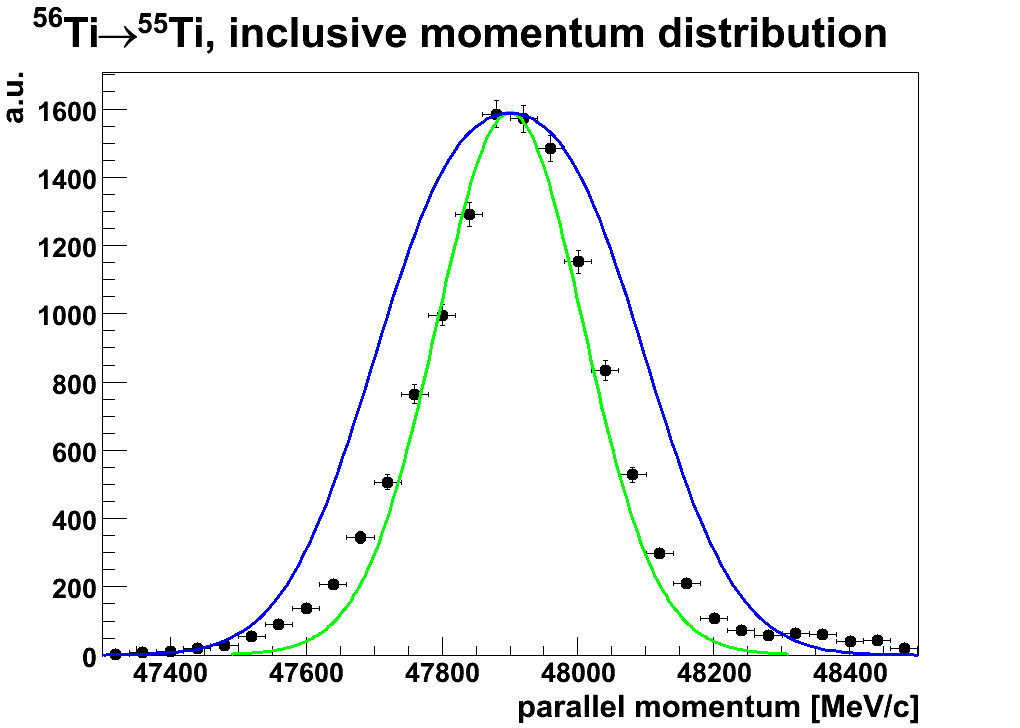 ⁵⁶Ti→⁵⁵Ti, inclusive momentum distribution
a.u.
1600
1400
1200
1000
800
600
400
200
0
47400 47600 47800 48000 48200 48400
parallel momentum [MeV/c]